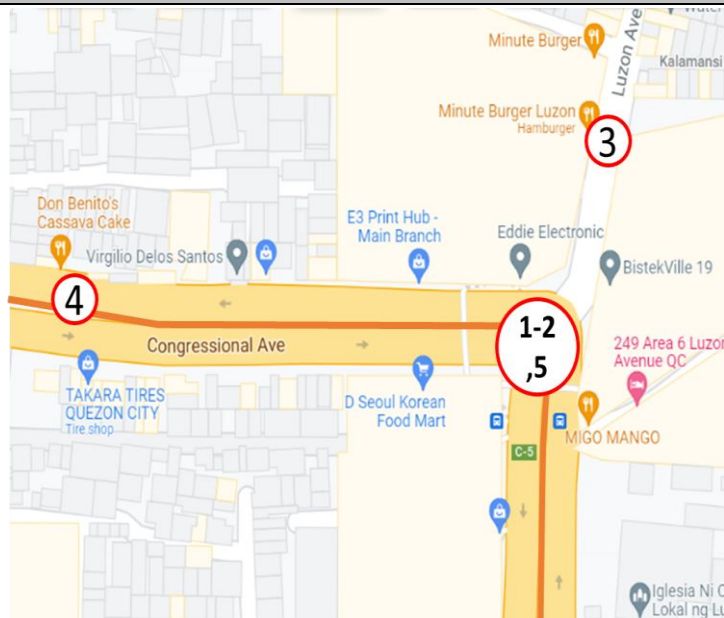 Minute Burger
Luzon Ave
Kalamansi
Minute Burger Luzon
Hamburger
3
Don Benito's
Cassava Cake
Virgilio Delos Santos
E3 Print Hub -
Main Branch
Eddie Electronic
BistekVille 19
4
1-2
,5
Congressional Ave
249 Area 6 Luzon
Avenue QC
TAKARA TIRES
QUEZON CITY
Tire shop
D Seoul Korean
Food Mart
MIGO MANGO
C-5
Iglesia Ni C
Lokal ng Lu